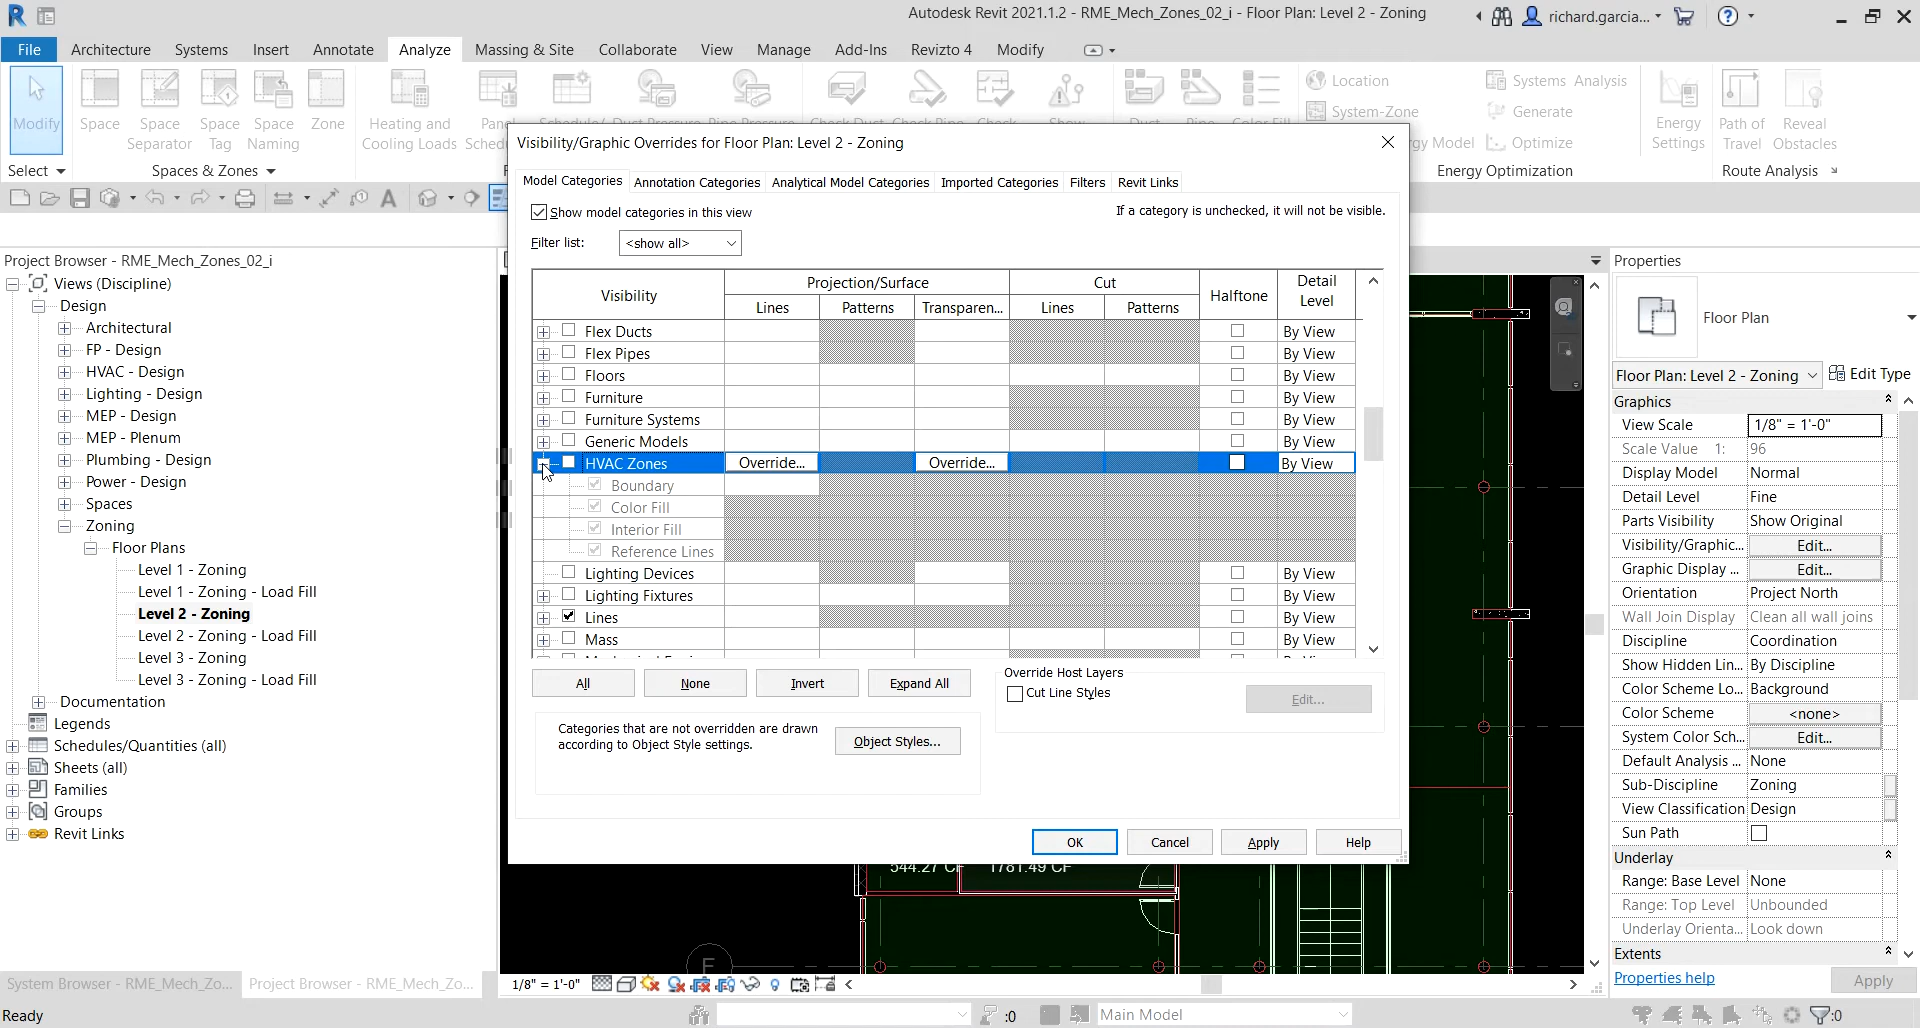 Autodesk Revit 2021.1.2 - RME_Mech_Zones_02_i - Floor Plan: Level 2 - Zoning
richard.garcia...
File Architecture Systems Insert Annotate Analyze Massing & Site Collaborate View Manage Add-Ins Revizto 4 Modify
Modify
Space
Space Separator
Space Tag
Space Naming
Zone
Heating and Cooling Loads
Location
System-Zone
Systems Analysis
Generate
Optimize
Energy Settings
Path of Travel
Reveal Obstacles
Select
Spaces & Zones
Energy Optimization
Route Analysis
Project Browser - RME_Mech_Zones_02_i
Views (Discipline)
Design
Architectural
FP - Design
HVAC - Design
Lighting - Design
MEP - Design
MEP - Plenum
Plumbing - Design
Power - Design
Spaces
Zoning
Floor Plans
Level 1 - Zoning
Level 1 - Zoning - Load Fill
Level 2 - Zoning
Level 2 - Zoning - Load Fill
Level 3 - Zoning
Level 3 - Zoning - Load Fill
Documentation
Legends
Schedules/Quantities (all)
Sheets (all)
Families
Groups
Revit Links
System Browser - RME_Mech_Zo...
Project Browser - RME_Mech_Zo...
Visibility/Graphic Overrides for Floor Plan: Level 2 - Zoning
Model Categories Annotation Categories Analytical Model Categories Imported Categories Filters Revit Links
Show model categories in this view
If a category is unchecked, it will not be visible.
Filter list: <show all>
Visibility Projection/Surface Cut Halftone Detail Level
Lines Patterns Transparen... Lines Patterns
Flex Ducts By View
Flex Pipes By View
Floors By View
Furniture By View
Furniture Systems By View
Generic Models By View
HVAC Zones Override... Override... By View
Boundary
Color Fill
Interior Fill
Reference Lines
Lighting Devices By View
Lighting Fixtures By View
Lines By View
Mass By View
All None Invert Expand All
Override Host Layers
Cut Line Styles
Edit...
Categories that are not overridden are drawn
according to Object Style settings.
Object Styles...
OK Cancel Apply Help
544.27 CF 1781.49 CF
F
Properties
Floor Plan
Floor Plan: Level 2 - Zoning Edit Type
Graphics
View Scale 1/8" = 1'-0"
Scale Value 1: 96
Display Model Normal
Detail Level Fine
Parts Visibility Show Original
Visibility/Graphic... Edit...
Graphic Display ... Edit...
Orientation Project North
Wall Join Display Clean all wall joins
Discipline Coordination
Show Hidden Lin... By Discipline
Color Scheme Lo... Background
Color Scheme <none>
System Color Sch... Edit...
Default Analysis ... None
Sub-Discipline Zoning
View Classification Design
Sun Path
Underlay
Range: Base Level None
Range: Top Level Unbounded
Underlay Orienta... Look down
Extents
Properties help Apply
1/8" = 1'-0"
Ready
:0
Main Model
:0